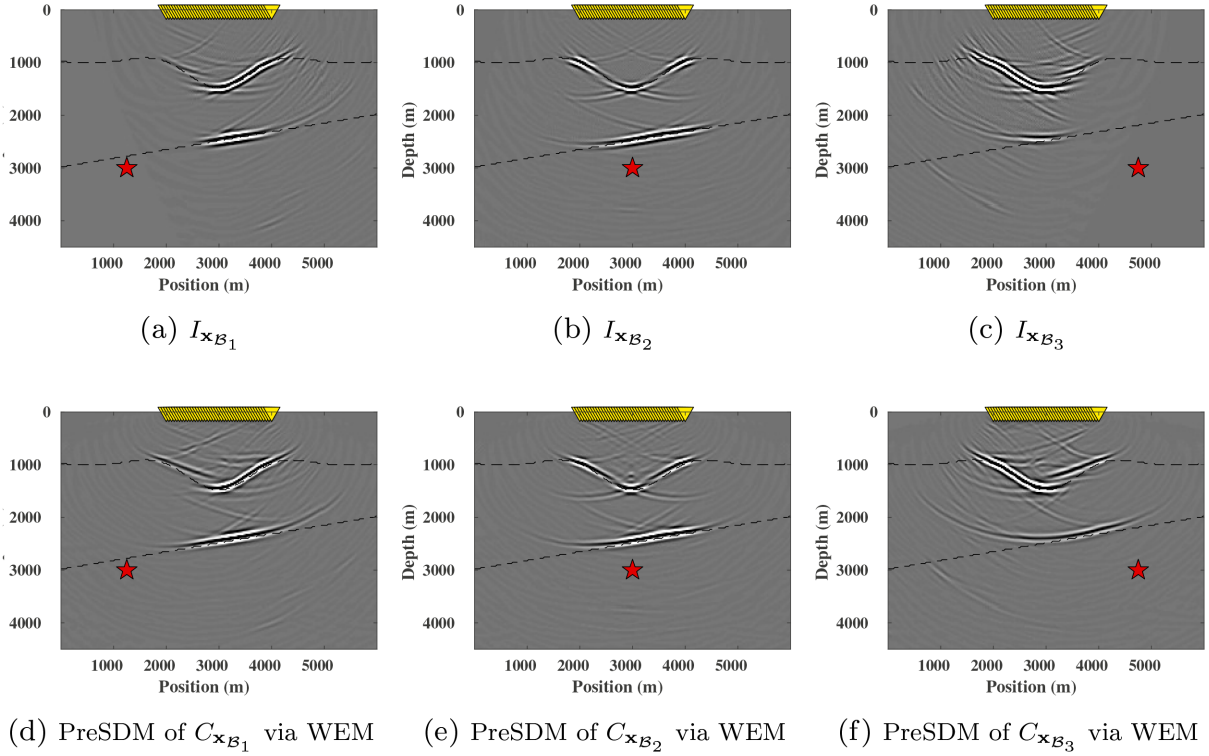 0 0 0
1000 1000 1000
2000 2000 2000
3000 3000 3000
4000 4000 4000
Depth (m) Depth (m)
1000 2000 3000 4000 5000 1000 2000 3000 4000 5000 1000 2000 3000 4000 5000
Position (m) Position (m) Position (m)
(a) I_{x_{B_1}} (b) I_{x_{B_2}} (c) I_{x_{B_3}}
0 0 0
1000 1000 1000
2000 2000 2000
3000 3000 3000
4000 4000 4000
Depth (m) Depth (m)
1000 2000 3000 4000 5000 1000 2000 3000 4000 5000 1000 2000 3000 4000 5000
Position (m) Position (m) Position (m)
(d) PreSDM of C_{x_{B_1}} via WEM (e) PreSDM of C_{x_{B_2}} via WEM (f) PreSDM of C_{x_{B_3}} via WEM